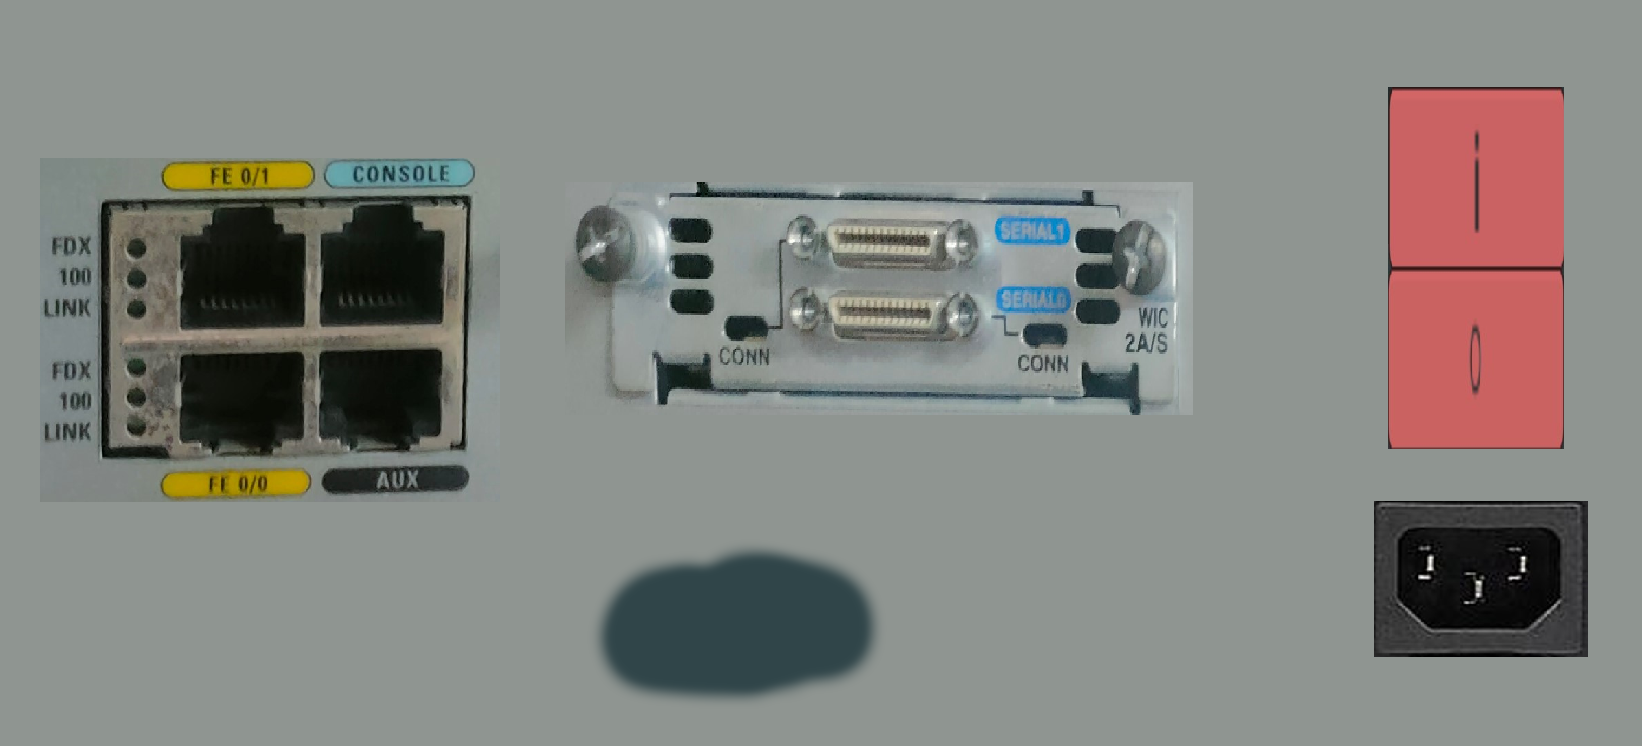 FE 0/1
CONSOLE
FDX
100
LINK
FDX
100
LINK
FE 0/0
AUX
SERIAL1
SERIAL0
CONN
CONN
WIC
2A/S